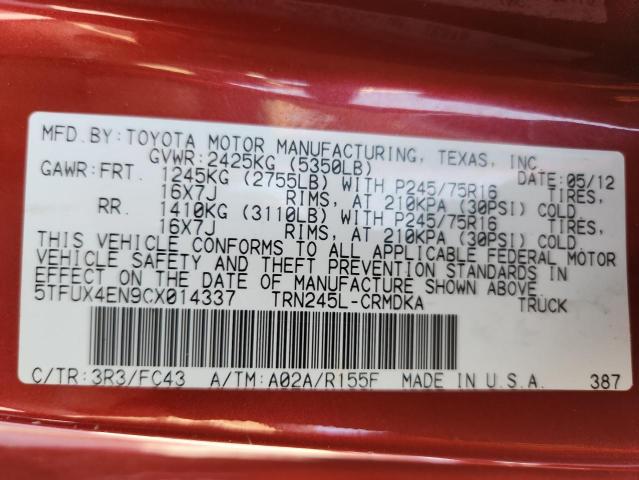 MFD. BY: TOYOTA MOTOR MANUFACTURING, TEXAS, INC.
GVWR: 2425KG (5350LB) DATE: 05/12
GAWR: FRT. 1245KG (2755LB) WITH P245/75R16 TIRES,
16X7J RIMS, AT 210KPA (30PSI) COLD.
RR. 1410KG (3110LB) WITH P245/75R16 TIRES,
16X7J RIMS, AT 210KPA (30PSI) COLD.
THIS VEHICLE CONFORMS TO ALL APPLICABLE FEDERAL MOTOR
VEHICLE SAFETY AND THEFT PREVENTION STANDARDS IN
EFFECT ON THE DATE OF MANUFACTURE SHOWN ABOVE.
5TFUX4EN9CX014337 TRN245L-CRMDKA TRUCK
C/TR: 3R3/FC43 A/TM: A02A/R155F MADE IN U.S.A. 387